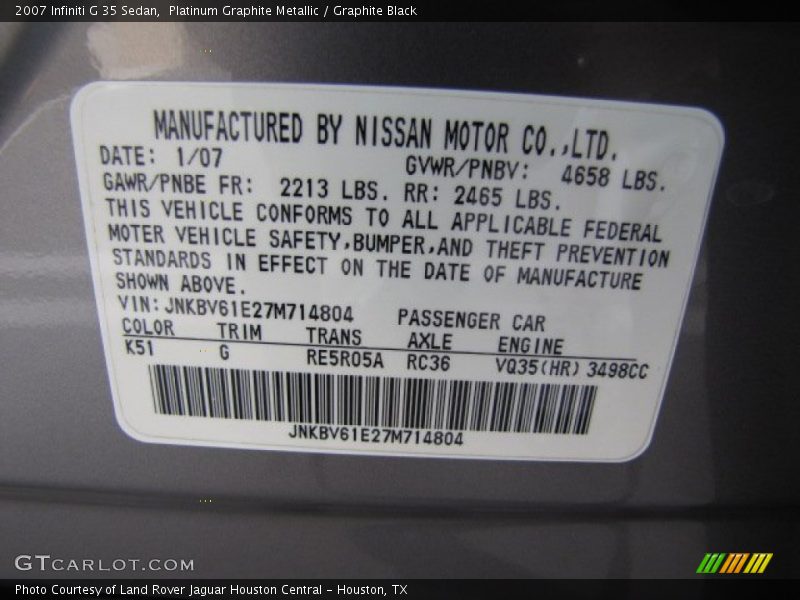 2007 Infiniti G 35 Sedan, Platinum Graphite Metallic / Graphite Black
MANUFACTURED BY NISSAN MOTOR CO.,LTD.
DATE: 1/07 GVWR/PNBV: 4658 LBS.
GAWR/PNBE FR: 2213 LBS. RR: 2465 LBS.
THIS VEHICLE CONFORMS TO ALL APPLICABLE FEDERAL
MOTER VEHICLE SAFETY,BUMPER,AND THEFT PREVENTION
STANDARDS IN EFFECT ON THE DATE OF MANUFACTURE
SHOWN ABOVE.
VIN: JNKBV61E27M714804 PASSENGER CAR
COLOR TRIM TRANS AXLE ENGINE
K51 G RE5R05A RC36 VQ35(HR) 3498CC
JNKBV61E27M714804
GTCARLOT.COM
Photo Courtesy of Land Rover Jaguar Houston Central - Houston, TX